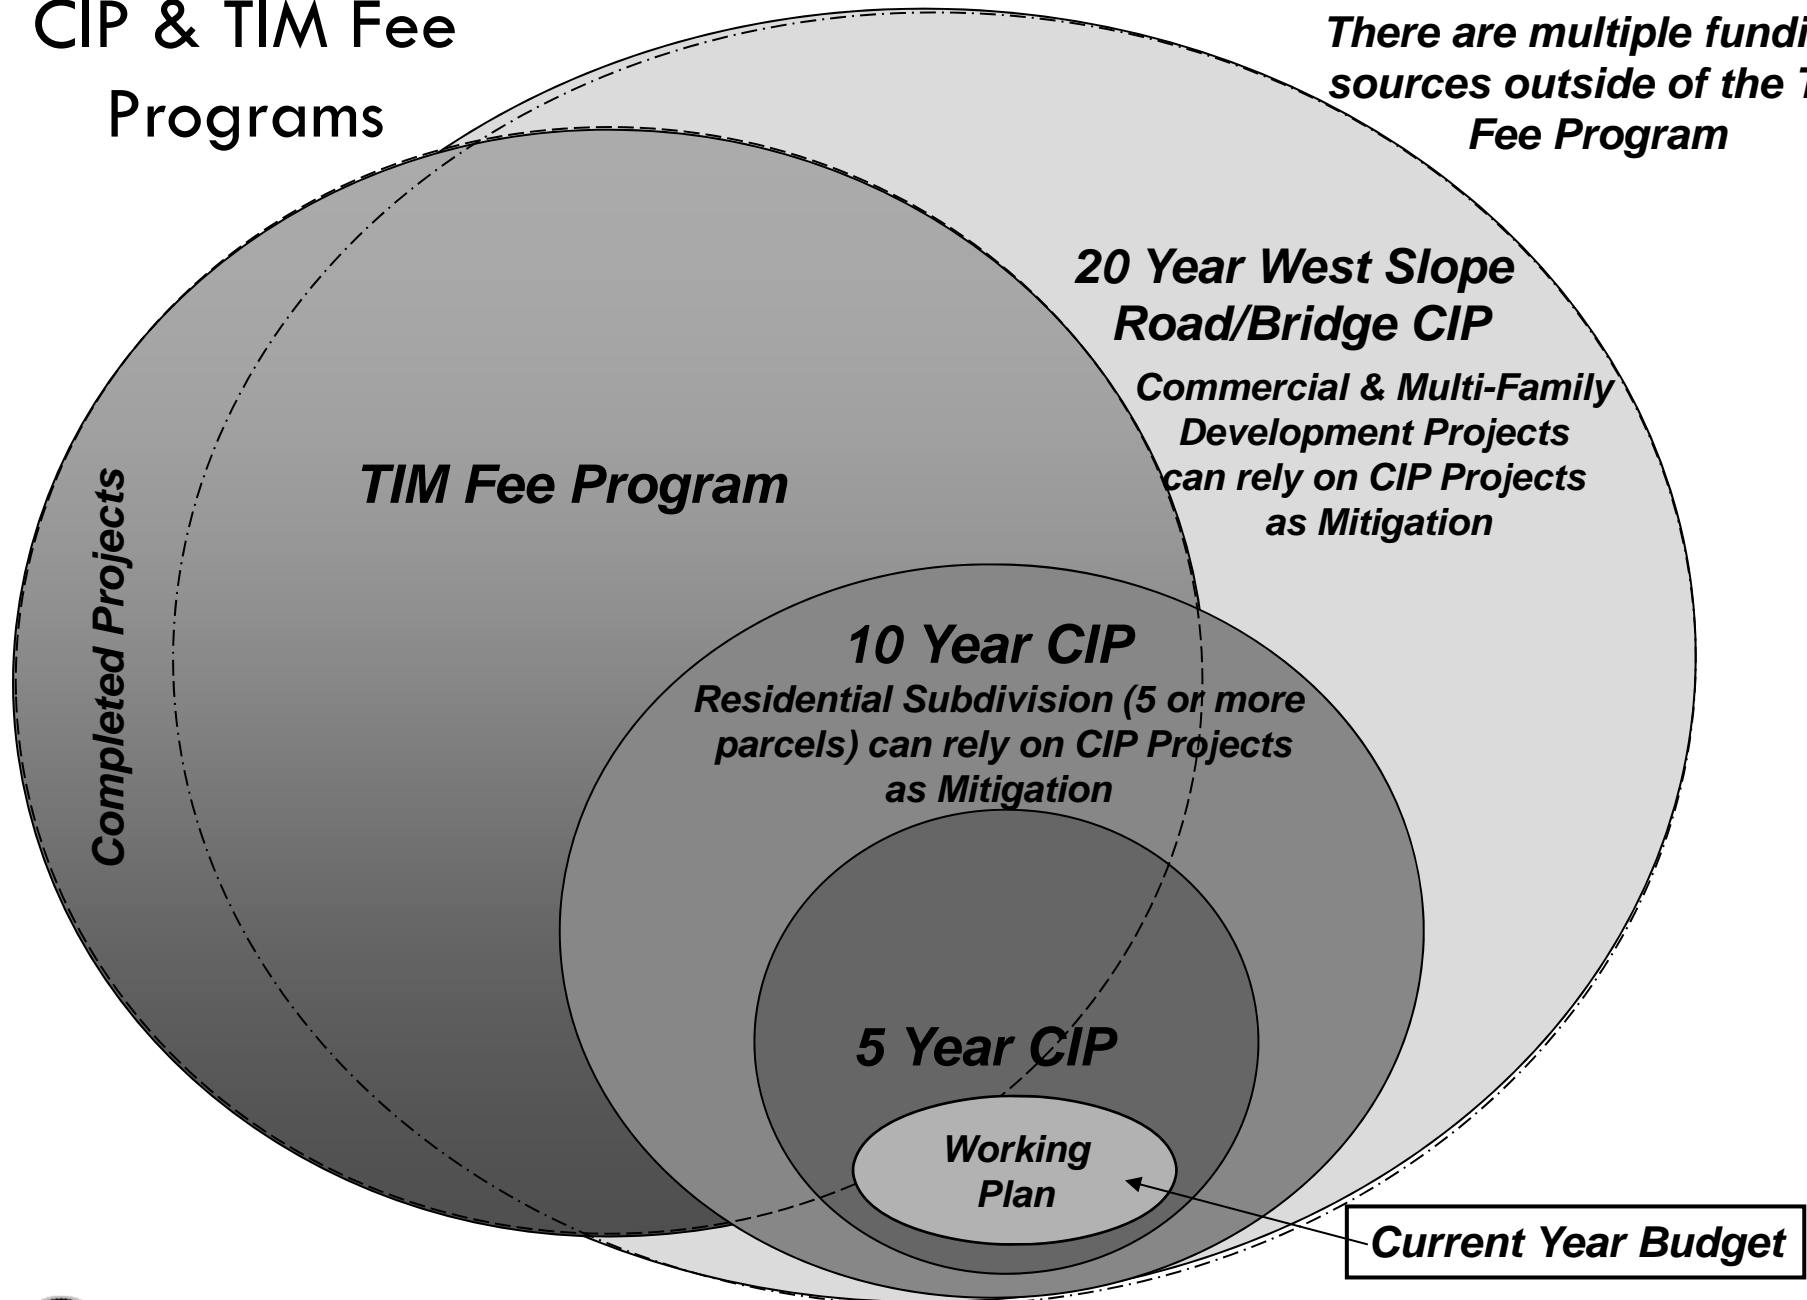 CIP & TIM Fee
Programs
There are multiple
sources outside of the
Fee Program
20 Year West Slope
Road/Bridge CIP
Commercial & Multi-Family
Development Projects
can rely on CIP Projects
as Mitigation
TIM Fee Program
Completed Projects
10 Year CIP
Residential Subdivision (5 or more
parcels) can rely on CIP Projects
as Mitigation
5 Year CIP
Working
Plan
Current Year Budget